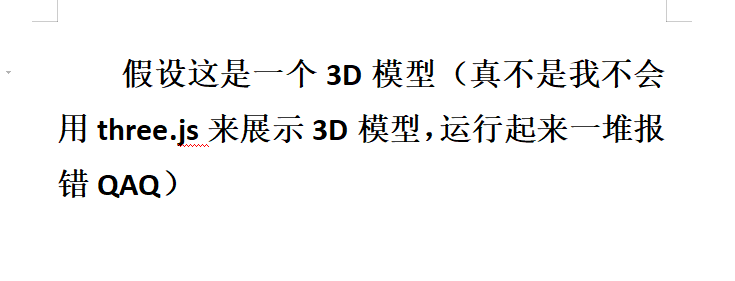 假设这是一个 3D 模型（真不是我不会
用 three.js 来展示 3D 模型，运行起来一堆报
错 QAQ）